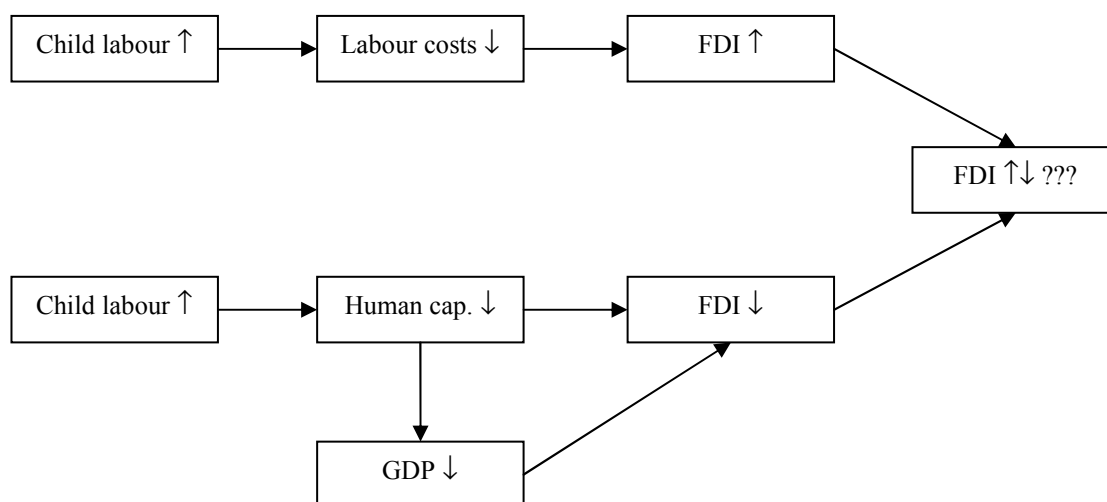 Child labour ↑
Labour costs ↓
FDI ↑
FDI ↑↓ ???
Child labour ↑
Human cap. ↓
FDI ↓
GDP ↓